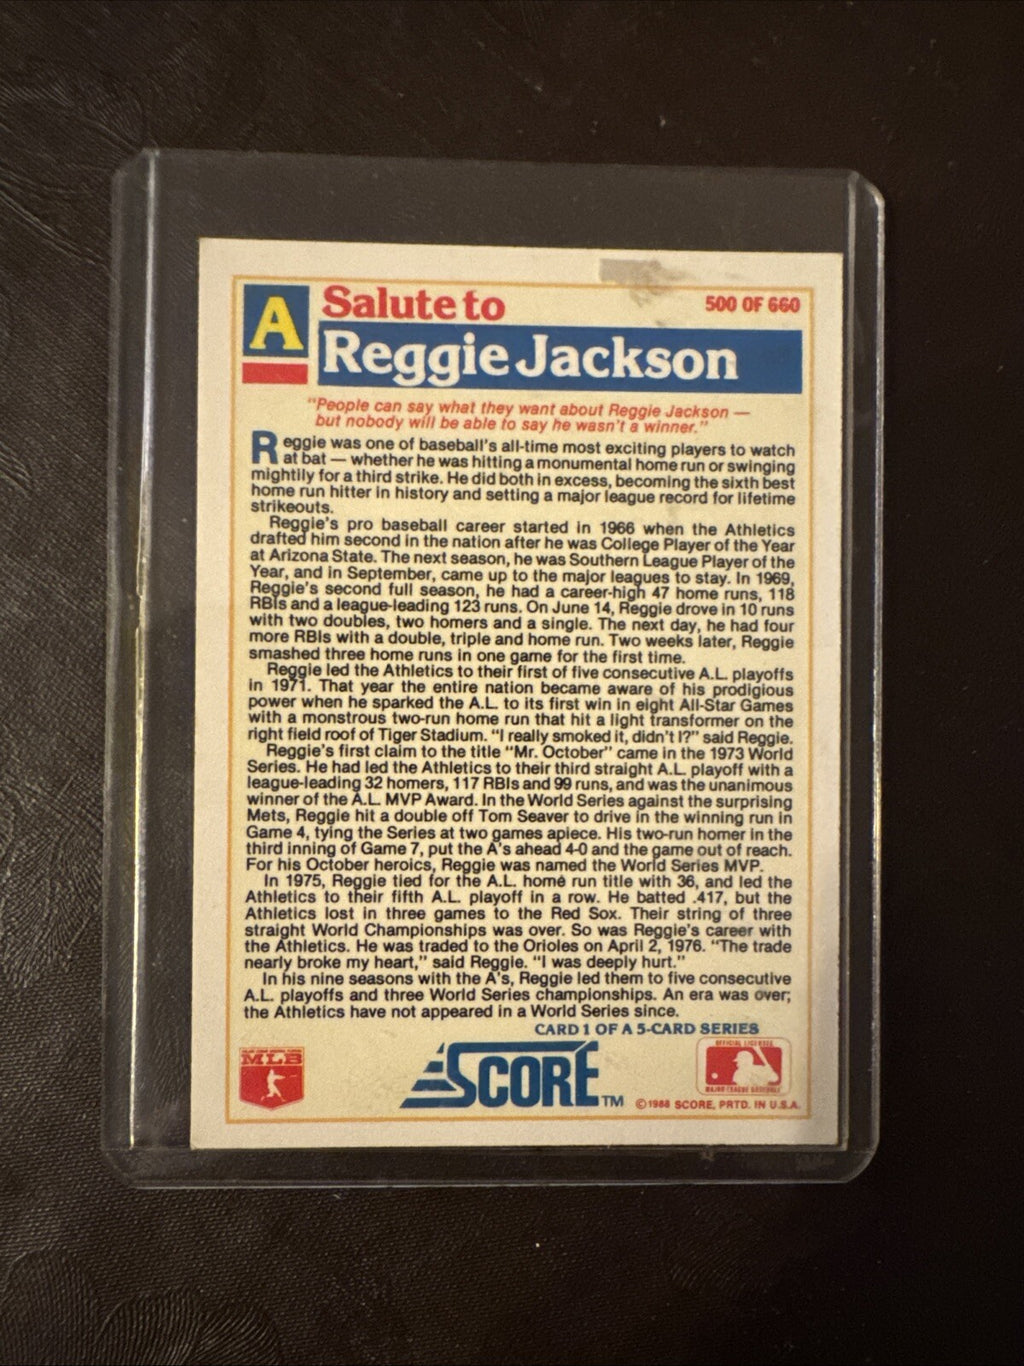 A
Salute to
500 OF 660
Reggie Jackson
"People can say what they want about Reggie Jackson —
but nobody will be able to say he wasn't a winner."
Reggie was one of baseball's all-time most exciting players to watch
at bat — whether he was hitting a monumental home run or swinging
mightily for a third strike. He did both in excess, becoming the sixth best
home run hitter in history and setting a major league record for lifetime
strikeouts.
Reggie's pro baseball career started in 1966 when the Athletics
drafted him second in the nation after he was College Player of the Year
at Arizona State. The next season, he was Southern League Player of the
Year, and in September, came up to the major leagues to stay. In 1969,
Reggie's second full season, he had a career-high 47 home runs, 118
RBIs and a league-leading 123 runs. On June 14, Reggie drove in 10 runs
with two doubles, two homers and a single. The next day, he had four
more RBIs with a double, triple and home run. Two weeks later, Reggie
smashed three home runs in one game for the first time.
Reggie led the Athletics to their first of five consecutive A.L. playoffs
in 1971. That year the entire nation became aware of his prodigious
power when he sparked the A.L. to its first win in eight All-Star Games
with a monstrous two-run home run that hit a light transformer on the
right field roof of Tiger Stadium. "I really smoked it, didn't I?" said Reggie.
Reggie's first claim to the title "Mr. October" came in the 1973 World
Series. He had led the Athletics to their third straight A.L. playoff with a
league-leading 32 homers, 117 RBIs and 99 runs, and was the unanimous
winner of the A.L. MVP Award. In the World Series against the surprising
Mets, Reggie hit a double off Tom Seaver to drive in the winning run in
Game 4, tying the Series at two games apiece. His two-run homer in the
third inning of Game 7, put the A's ahead 4-0 and the game out of reach.
For his October heroics, Reggie was named the World Series MVP.
In 1975, Reggie tied for the A.L. home run title with 36, and led the
Athletics to their fifth A.L. playoff in a row. He batted .417, but the
Athletics lost in three games to the Red Sox. Their string of three
straight World Championships was over. So was Reggie's career with
the Athletics. He was traded to the Orioles on April 2, 1976. "The trade
nearly broke my heart," said Reggie. "I was deeply hurt."
In his nine seasons with the A's, Reggie led them to five consecutive
A.L. playoffs and three World Series championships. An era was over;
the Athletics have not appeared in a World Series since.
CARD 1 OF A 5-CARD SERIES
MLB
SCORE TM
OFFICIAL LICENSEE
MAJOR LEAGUE BASEBALL
©1988 SCORE, PRTD. IN U.S.A.